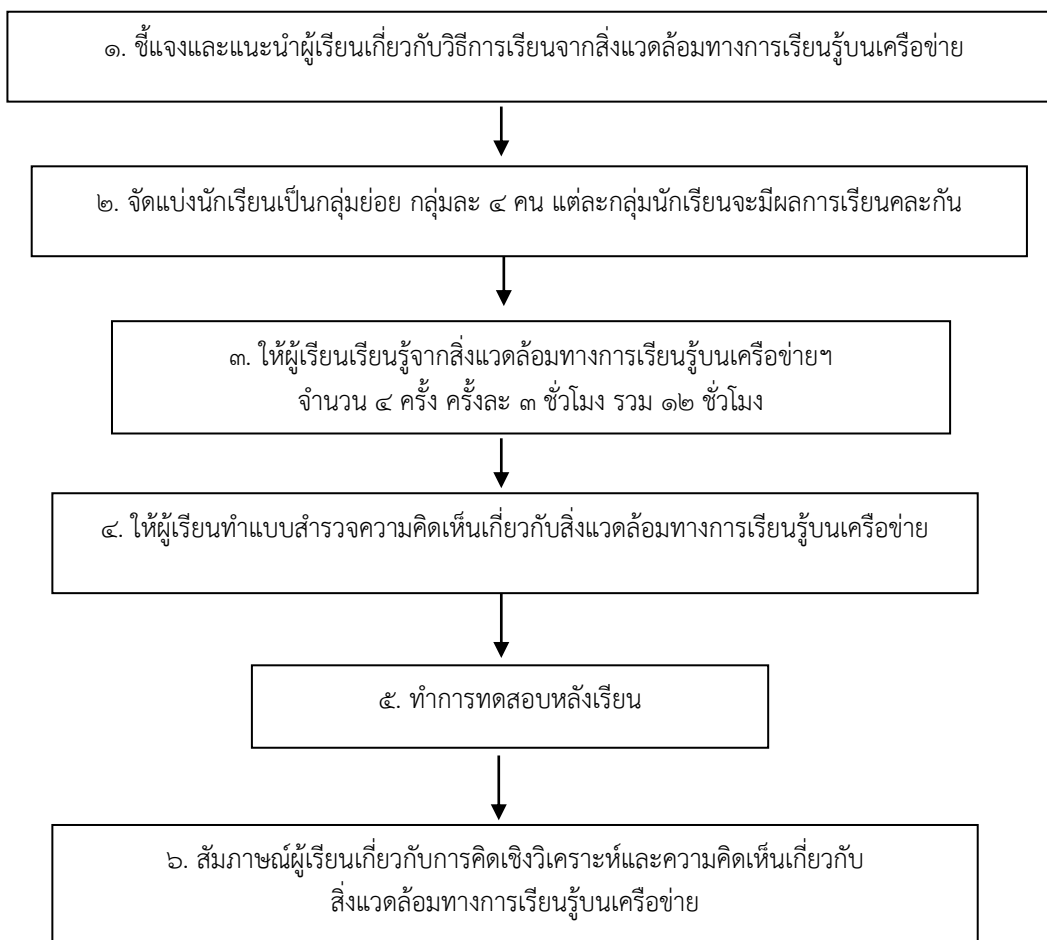 ๑. ชี้แจงและแนะนำผู้เรียนเกี่ยวกับวิธีการเรียนจากสิ่งแวดล้อมทางการเรียนรู้บนเครือข่าย
๒. จัดแบ่งนักเรียนเป็นกลุ่มย่อย กลุ่มละ ๔ คน แต่ละกลุ่มนักเรียนจะมีผลการเรียนคละกัน
๓. ให้ผู้เรียนเรียนรู้จากสิ่งแวดล้อมทางการเรียนรู้บนเครือข่ายฯ
จำนวน ๔ ครั้ง ครั้งละ ๓ ชั่วโมง รวม ๑๒ ชั่วโมง
๔. ให้ผู้เรียนทำแบบสำรวจความคิดเห็นเกี่ยวกับสิ่งแวดล้อมทางการเรียนรู้บนเครือข่าย
๕. ทำการทดสอบหลังเรียน
๖. สัมภาษณ์ผู้เรียนเกี่ยวกับการคิดเชิงวิเคราะห์และความคิดเห็นเกี่ยวกับ
สิ่งแวดล้อมทางการเรียนรู้บนเครือข่าย